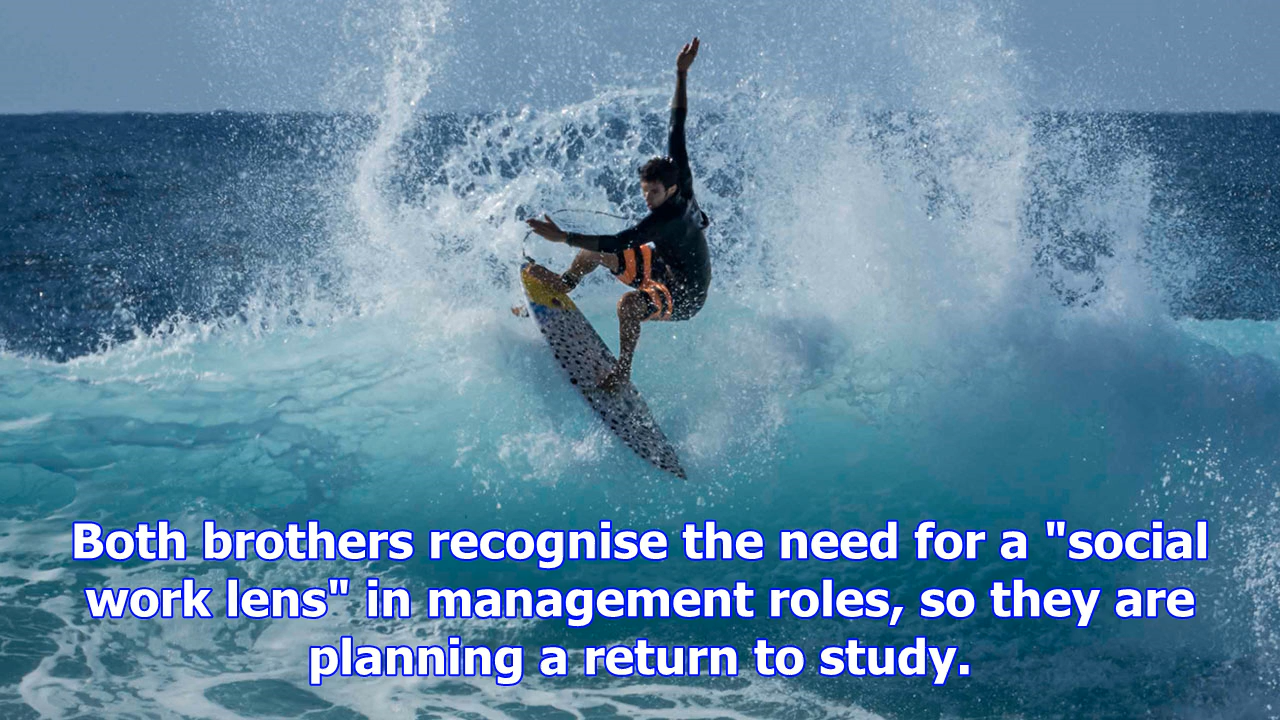 Both brothers recognise the need for a "social
work lens" in management roles, so they are
planning a return to study.